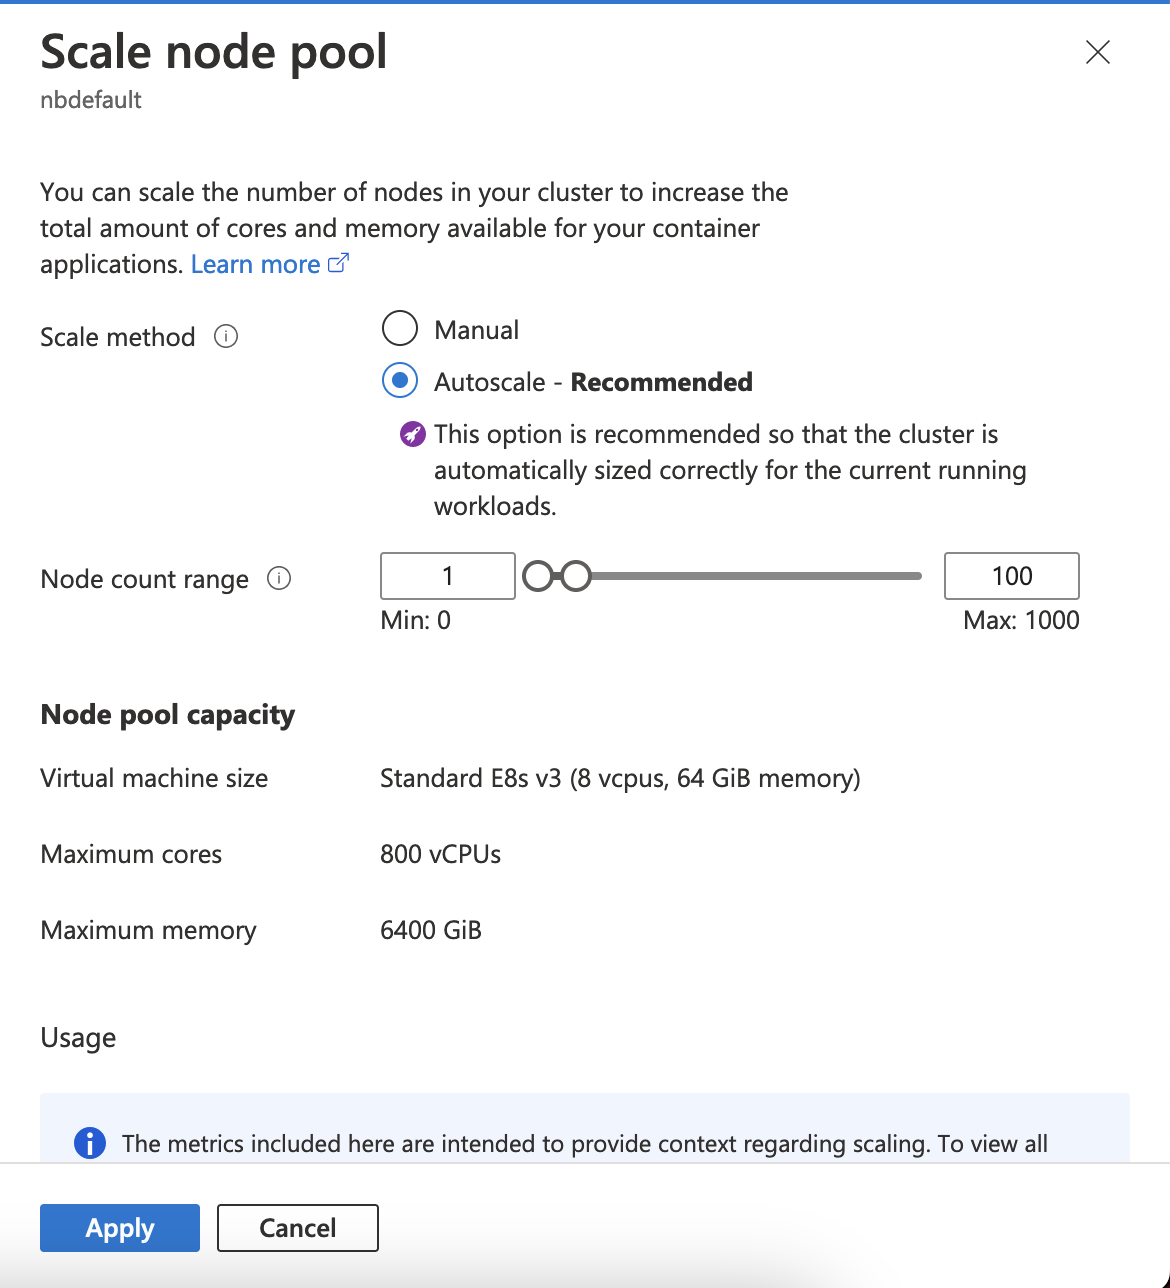 Scale node pool
nbdefault
You can scale the number of nodes in your cluster to increase the
total amount of cores and memory available for your container
applications. Learn more
Scale method
Manual
Autoscale - Recommended
This option is recommended so that the cluster is
automatically sized correctly for the current running
workloads.
Node count range
1
100
Min: 0
Max: 1000
Node pool capacity
Virtual machine size
Standard E8s v3 (8 vcpus, 64 GiB memory)
Maximum cores
800 vCPUs
Maximum memory
6400 GiB
Usage
The metrics included here are intended to provide context regarding scaling. To view all
Apply
Cancel